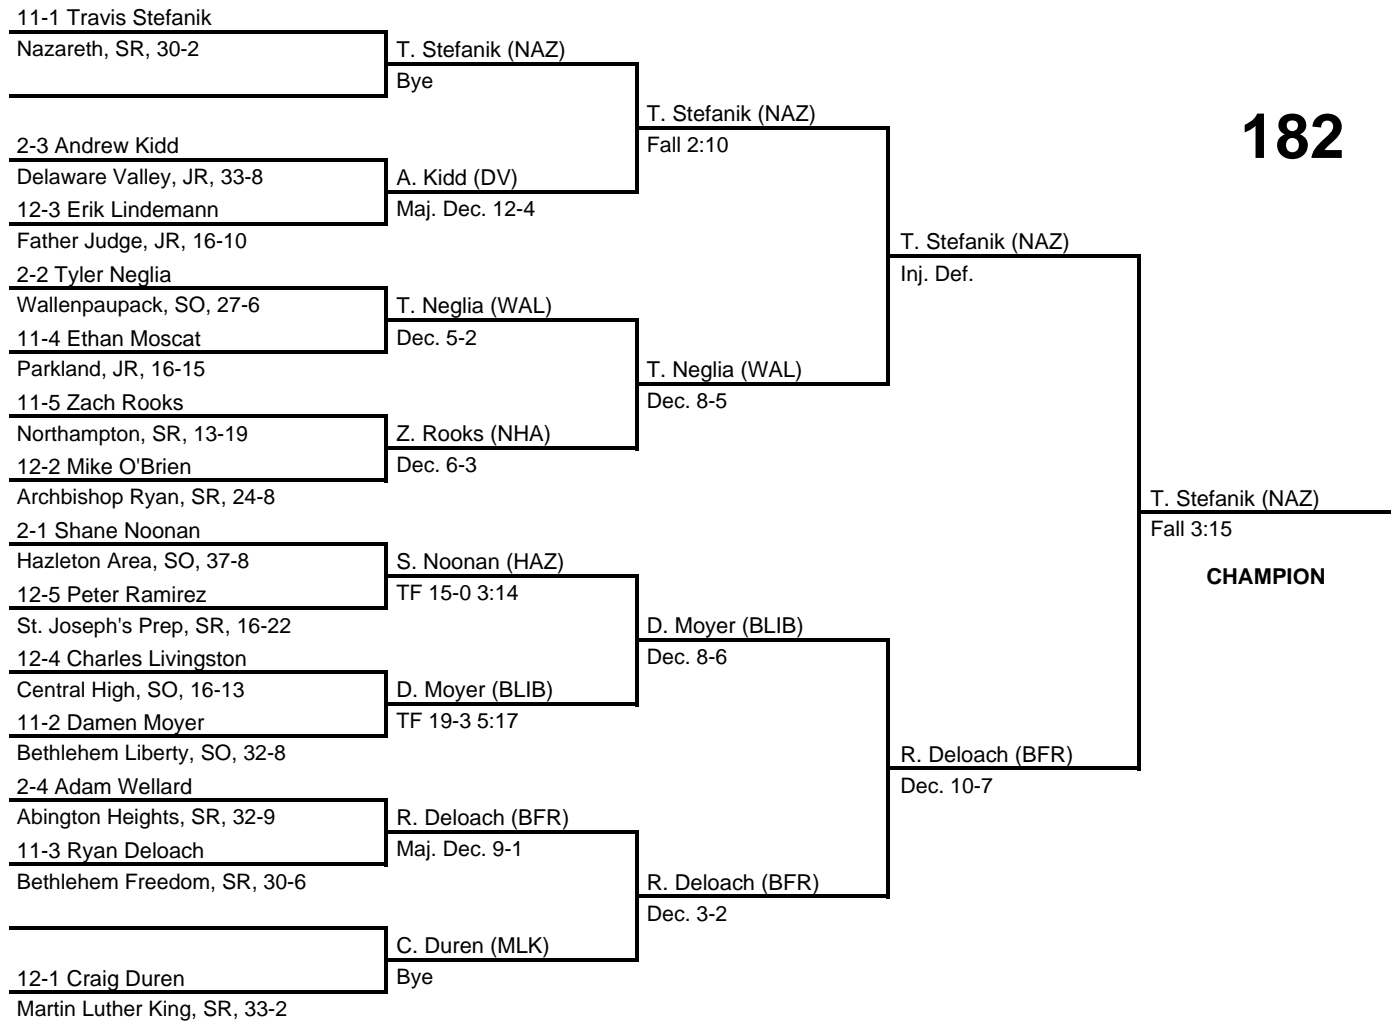 11-1 Travis Stefanik
Nazareth, SR, 30-2
T. Stefanik (NAZ)
Bye
T. Stefanik (NAZ)
Fall 2:10
182
2-3 Andrew Kidd
Delaware Valley, JR, 33-8
A. Kidd (DV)
12-3 Erik Lindemann
Maj. Dec. 12-4
Father Judge, JR, 16-10
T. Stefanik (NAZ)
Inj. Def.
2-2 Tyler Neglia
Wallenpaupack, SO, 27-6
T. Neglia (WAL)
11-4 Ethan Moscat
Dec. 5-2
Parkland, JR, 16-15
T. Neglia (WAL)
Dec. 8-5
11-5 Zach Rooks
Northampton, SR, 13-19
Z. Rooks (NHA)
12-2 Mike O'Brien
Dec. 6-3
Archbishop Ryan, SR, 24-8
T. Stefanik (NAZ)
Fall 3:15
CHAMPION
2-1 Shane Noonan
Hazleton Area, SO, 37-8
S. Noonan (HAZ)
12-5 Peter Ramirez
TF 15-0 3:14
St. Joseph's Prep, SR, 16-22
D. Moyer (BLIB)
Dec. 8-6
12-4 Charles Livingston
Central High, SO, 16-13
D. Moyer (BLIB)
11-2 Damen Moyer
TF 19-3 5:17
Bethlehem Liberty, SO, 32-8
R. Deloach (BFR)
Dec. 10-7
2-4 Adam Wellard
Abington Heights, SR, 32-9
R. Deloach (BFR)
11-3 Ryan Deloach
Maj. Dec. 9-1
Bethlehem Freedom, SR, 30-6
R. Deloach (BFR)
Dec. 3-2
C. Duren (MLK)
12-1 Craig Duren
Bye
Martin Luther King, SR, 33-2